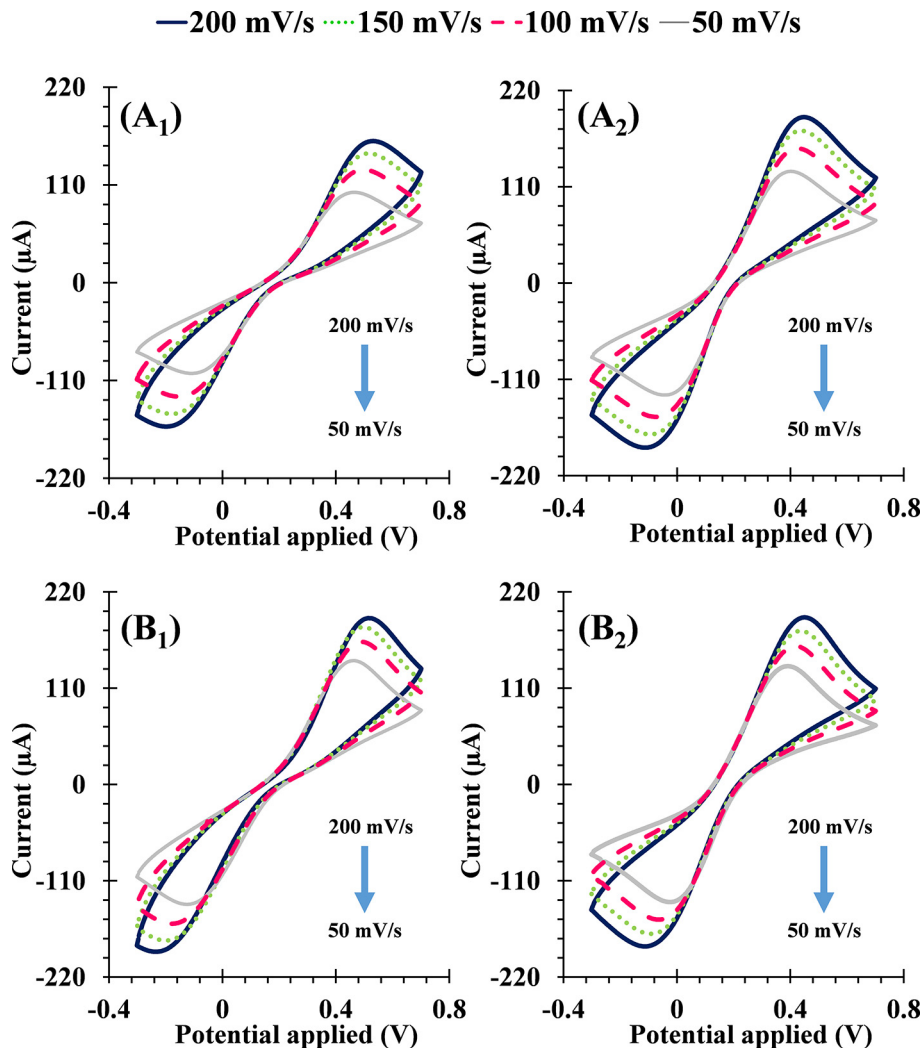 200 mV/s 150 mV/s 100 mV/s 50 mV/s
(A₁)
220
110
0
-110
-220
-0.4 0 0.4 0.8
Current (µA)
Potential applied (V)
200 mV/s
50 mV/s
(A₂)
220
110
0
-110
-220
-0.4 0 0.4 0.8
Current (µA)
Potential applied (V)
200 mV/s
50 mV/s
(B₁)
220
110
0
-110
-220
-0.4 0 0.4 0.8
Current (µA)
Potential applied (V)
200 mV/s
50 mV/s
(B₂)
220
110
0
-110
-220
-0.4 0 0.4 0.8
Current (µA)
Potential applied (V)
200 mV/s
50 mV/s